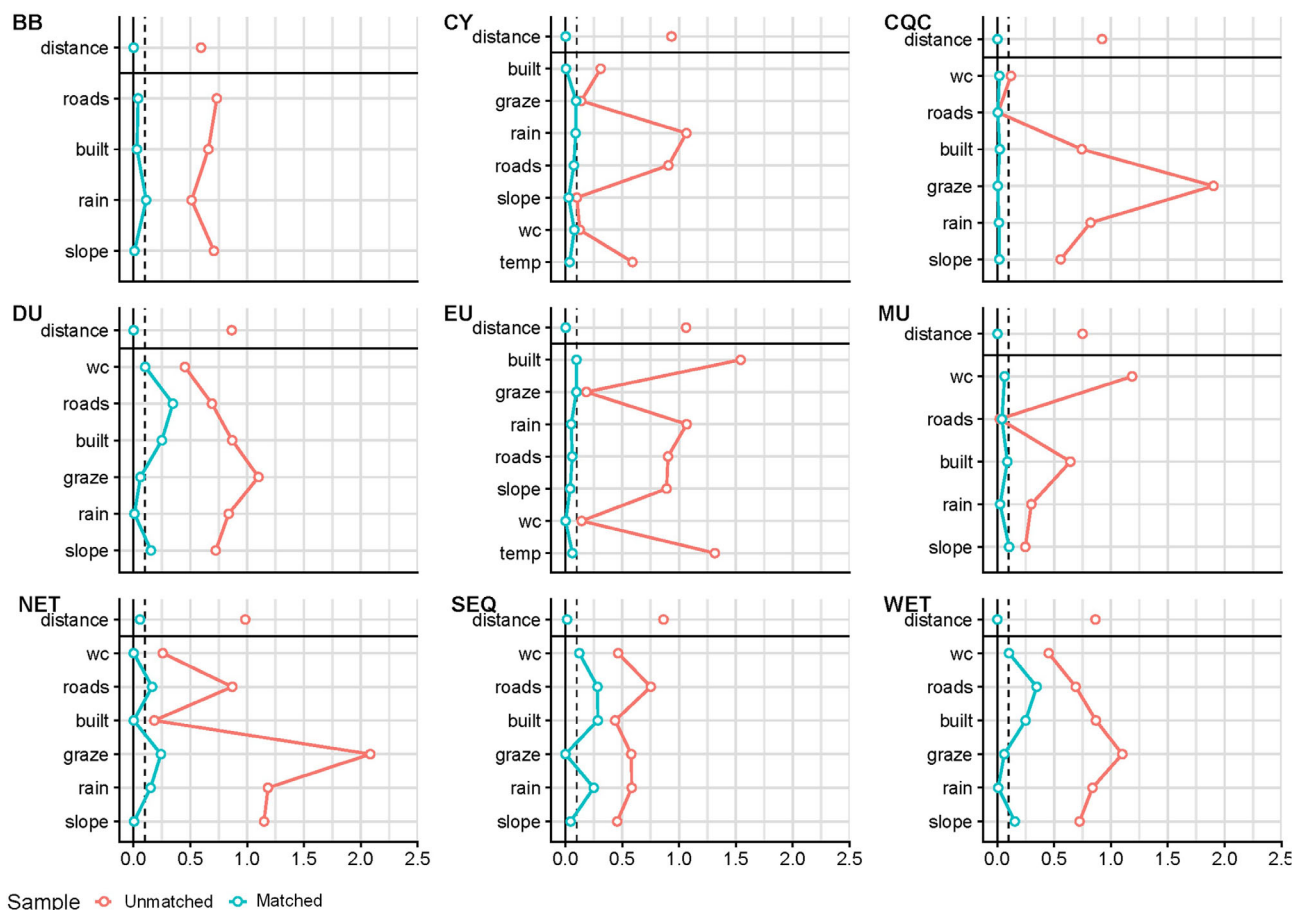 BB
distance
roads
built
rain
slope
CY
distance
built
graze
rain
roads
slope
wc
temp
CQC
distance
wc
roads
built
graze
rain
slope
DU
distance
wc
roads
built
graze
rain
slope
EU
distance
built
graze
rain
roads
slope
wc
temp
MU
distance
wc
roads
built
rain
slope
NET
distance
wc
roads
built
graze
rain
slope
0.0 0.5 1.0 1.5 2.0 2.5
SEQ
distance
wc
roads
built
graze
rain
slope
0.0 0.5 1.0 1.5 2.0 2.5
WET
distance
wc
roads
built
graze
rain
slope
0.0 0.5 1.0 1.5 2.0 2.5
Sample Unmatched Matched